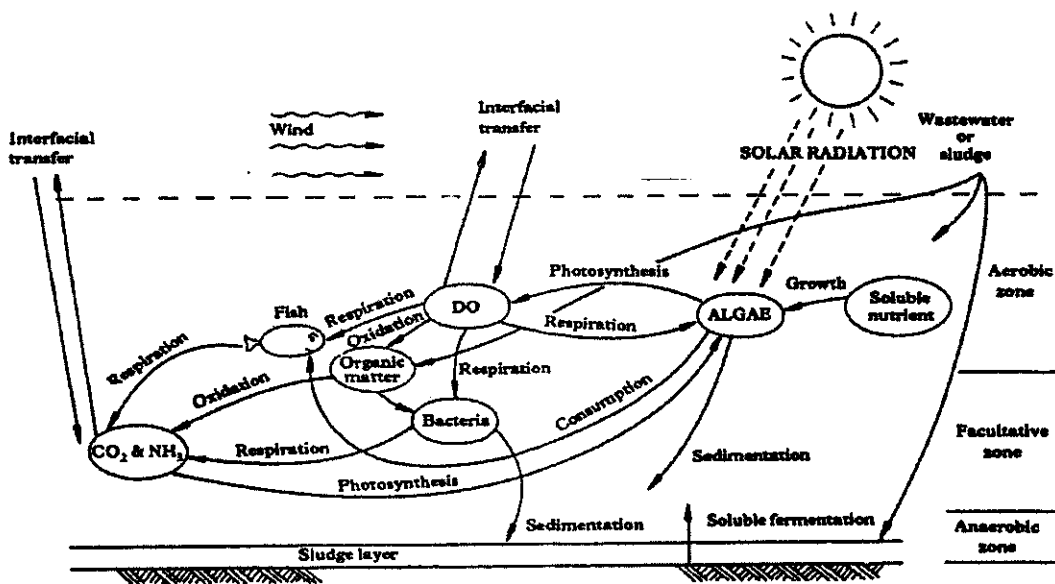 Interfacial
transfer
Wind
Interfacial
transfer
SOLAR RADIATION
Wastewater
or
sludge
Photosynthesis
Growth
Aerobic
zone
Fish
Respiration
DO
ALGAE
Soluble
nutrient
Oxidation
Respiration
Respiration
Organic
matter
Respiration
Oxidation
Consumption
Bacteria
CO₂ & NH₃
Respiration
Photosynthesis
Sedimentation
Facultative
zone
Sedimentation
Soluble fermentation
Anaerobic
zone
Sludge layer